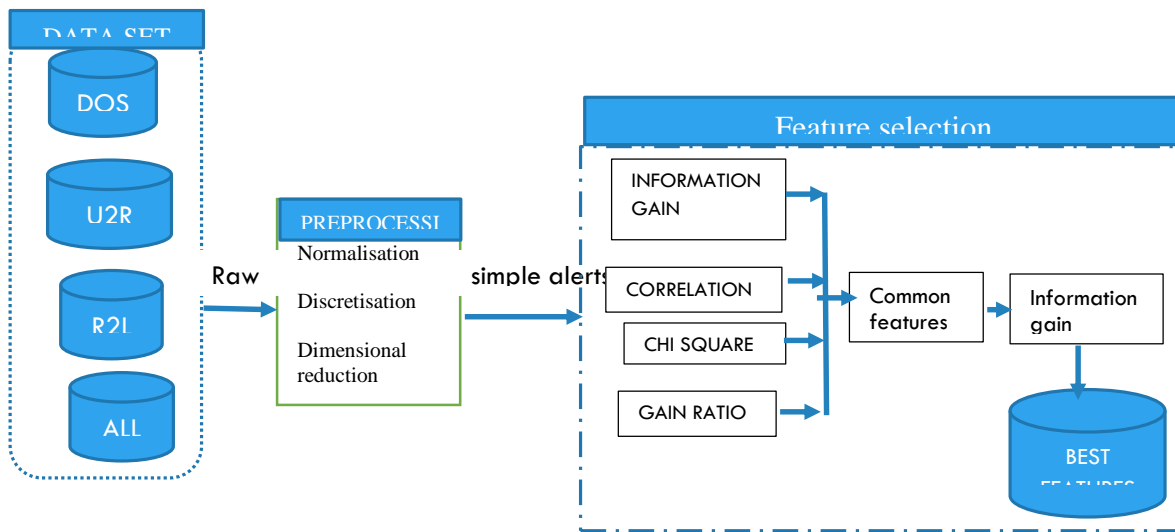 DATA SET
DOS
U2R
R2L
ALL
Raw
PREPROCESSI
Normalisation
Discretisation
Dimensional
reduction
simple alerts
Feature selection
INFORMATION
GAIN
CORRELATION
CHI SQUARE
GAIN RATIO
Common
features
Information
gain
BEST
FEATURES